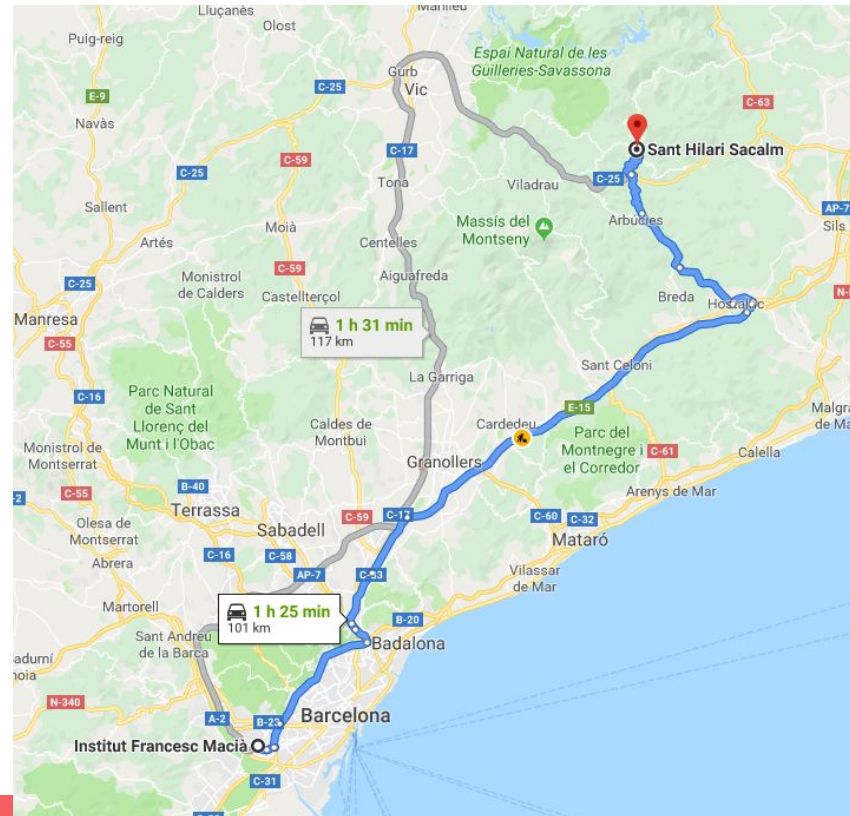 Lluçanès
Manlleu
Puig-reig
Olost
Espai Natural de les
Guilleries-Savassona
Gurb
Vic
C-25
C-63
E-9
Navàs
C-17
Sant Hilari Sacalm
C-59
C-25
Tona
Viladrau
C-25
Sallent
Arbúcies
AP-7
Massís del
Montseny
Sils
Moià
Artés
Centelles
C-59
Aiguafreda
C-25
Monistrol
de Calders
Castellterçol
Breda
Hostalric
Manresa
1 h 31 min
117 km
C-55
Sant Celoni
La Garriga
Parc Natural
de Sant
Llorenç del
Munt i l'Obac
C-16
E-15
Caldes de
Montbui
Cardedeu
Parc del
Montnegre i
el Corredor
Monistrol de
Montserrat
Granollers
C-61
Calella
B-40
C-55
Arenys de Mar
Terrassa
C-59
C-17
C-60
C-32
Olesa de
Montserrat
Sabadell
Mataró
C-16
C-58
Abrera
AP-7
C-33
Vilassar
de Mar
Martorell
1 h 25 min
101 km
B-20
Sant Andreu
de la Barca
Badalona
N-340
A-2
B-23
Barcelona
Institut Francesc Macià
C-31